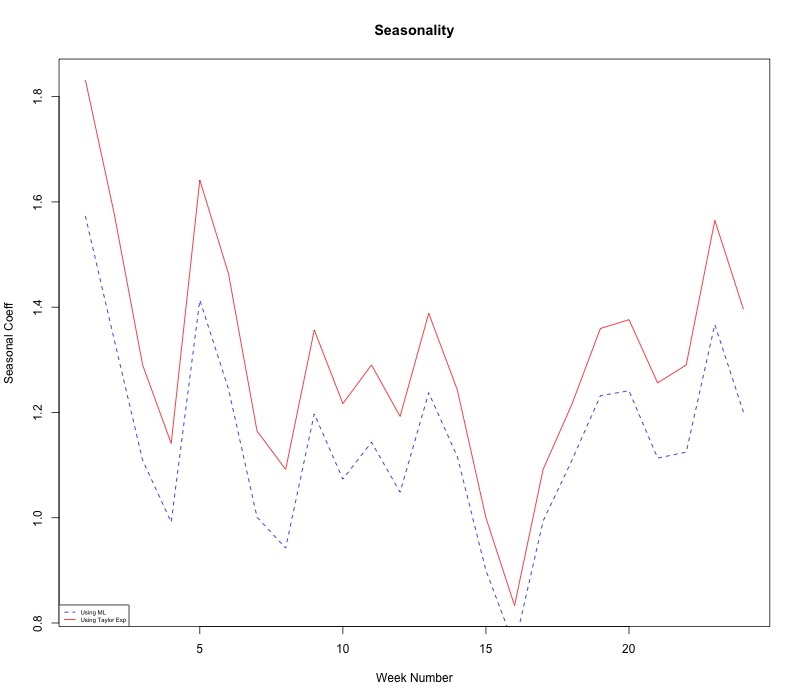 Seasonality
Seasonal Coeff
1.8
1.6
1.4
1.2
1.0
0.8
Using ML
Using Taylor Exp
5 10 15 20
Week Number